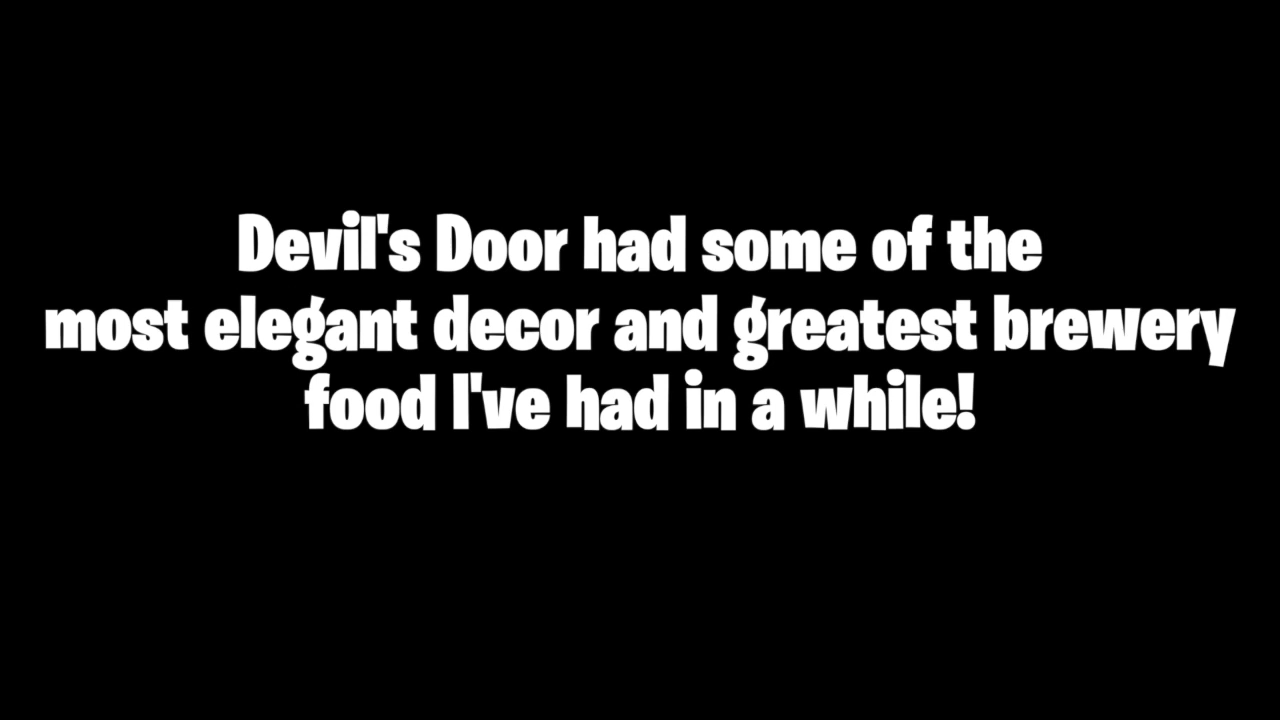 Devil's Door had some of the
most elegant decor and greatest brewery
food I've had in a while!